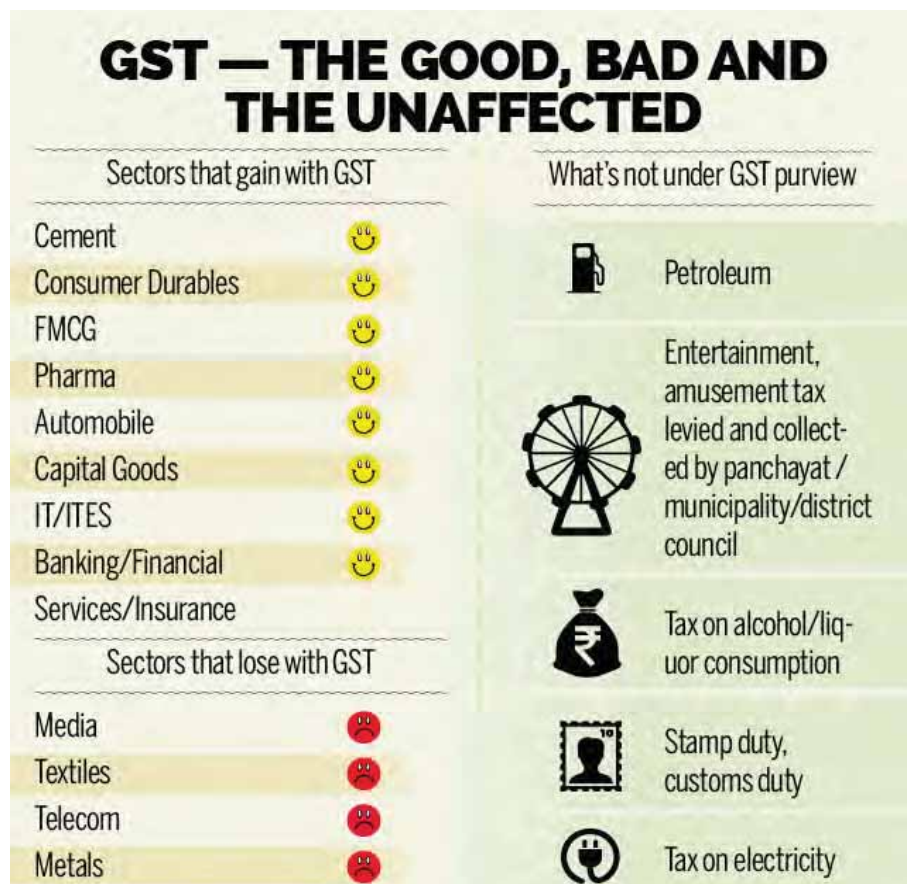 GST — THE GOOD, BAD AND
THE UNAFFECTED
Sectors that gain with GST
Cement
Consumer Durables
FMCG
Pharma
Automobile
Capital Goods
IT/ITES
Banking/Financial
Services/Insurance
Sectors that lose with GST
Media
Textiles
Telecom
Metals
What's not under GST purview
Petroleum
Entertainment,
amusement tax
levied and collect-
ed by panchayat /
municipality/district
council
₹
Tax on alcohol/liq-
uor consumption
10
Stamp duty,
customs duty
Tax on electricity